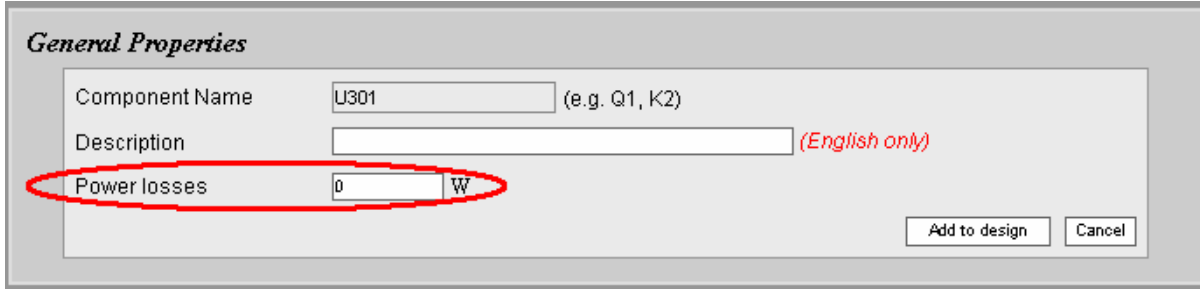 General Properties
Component Name U301 (e.g. Q1, K2)
Description (English only)
Power losses 0 W
Add to design Cancel